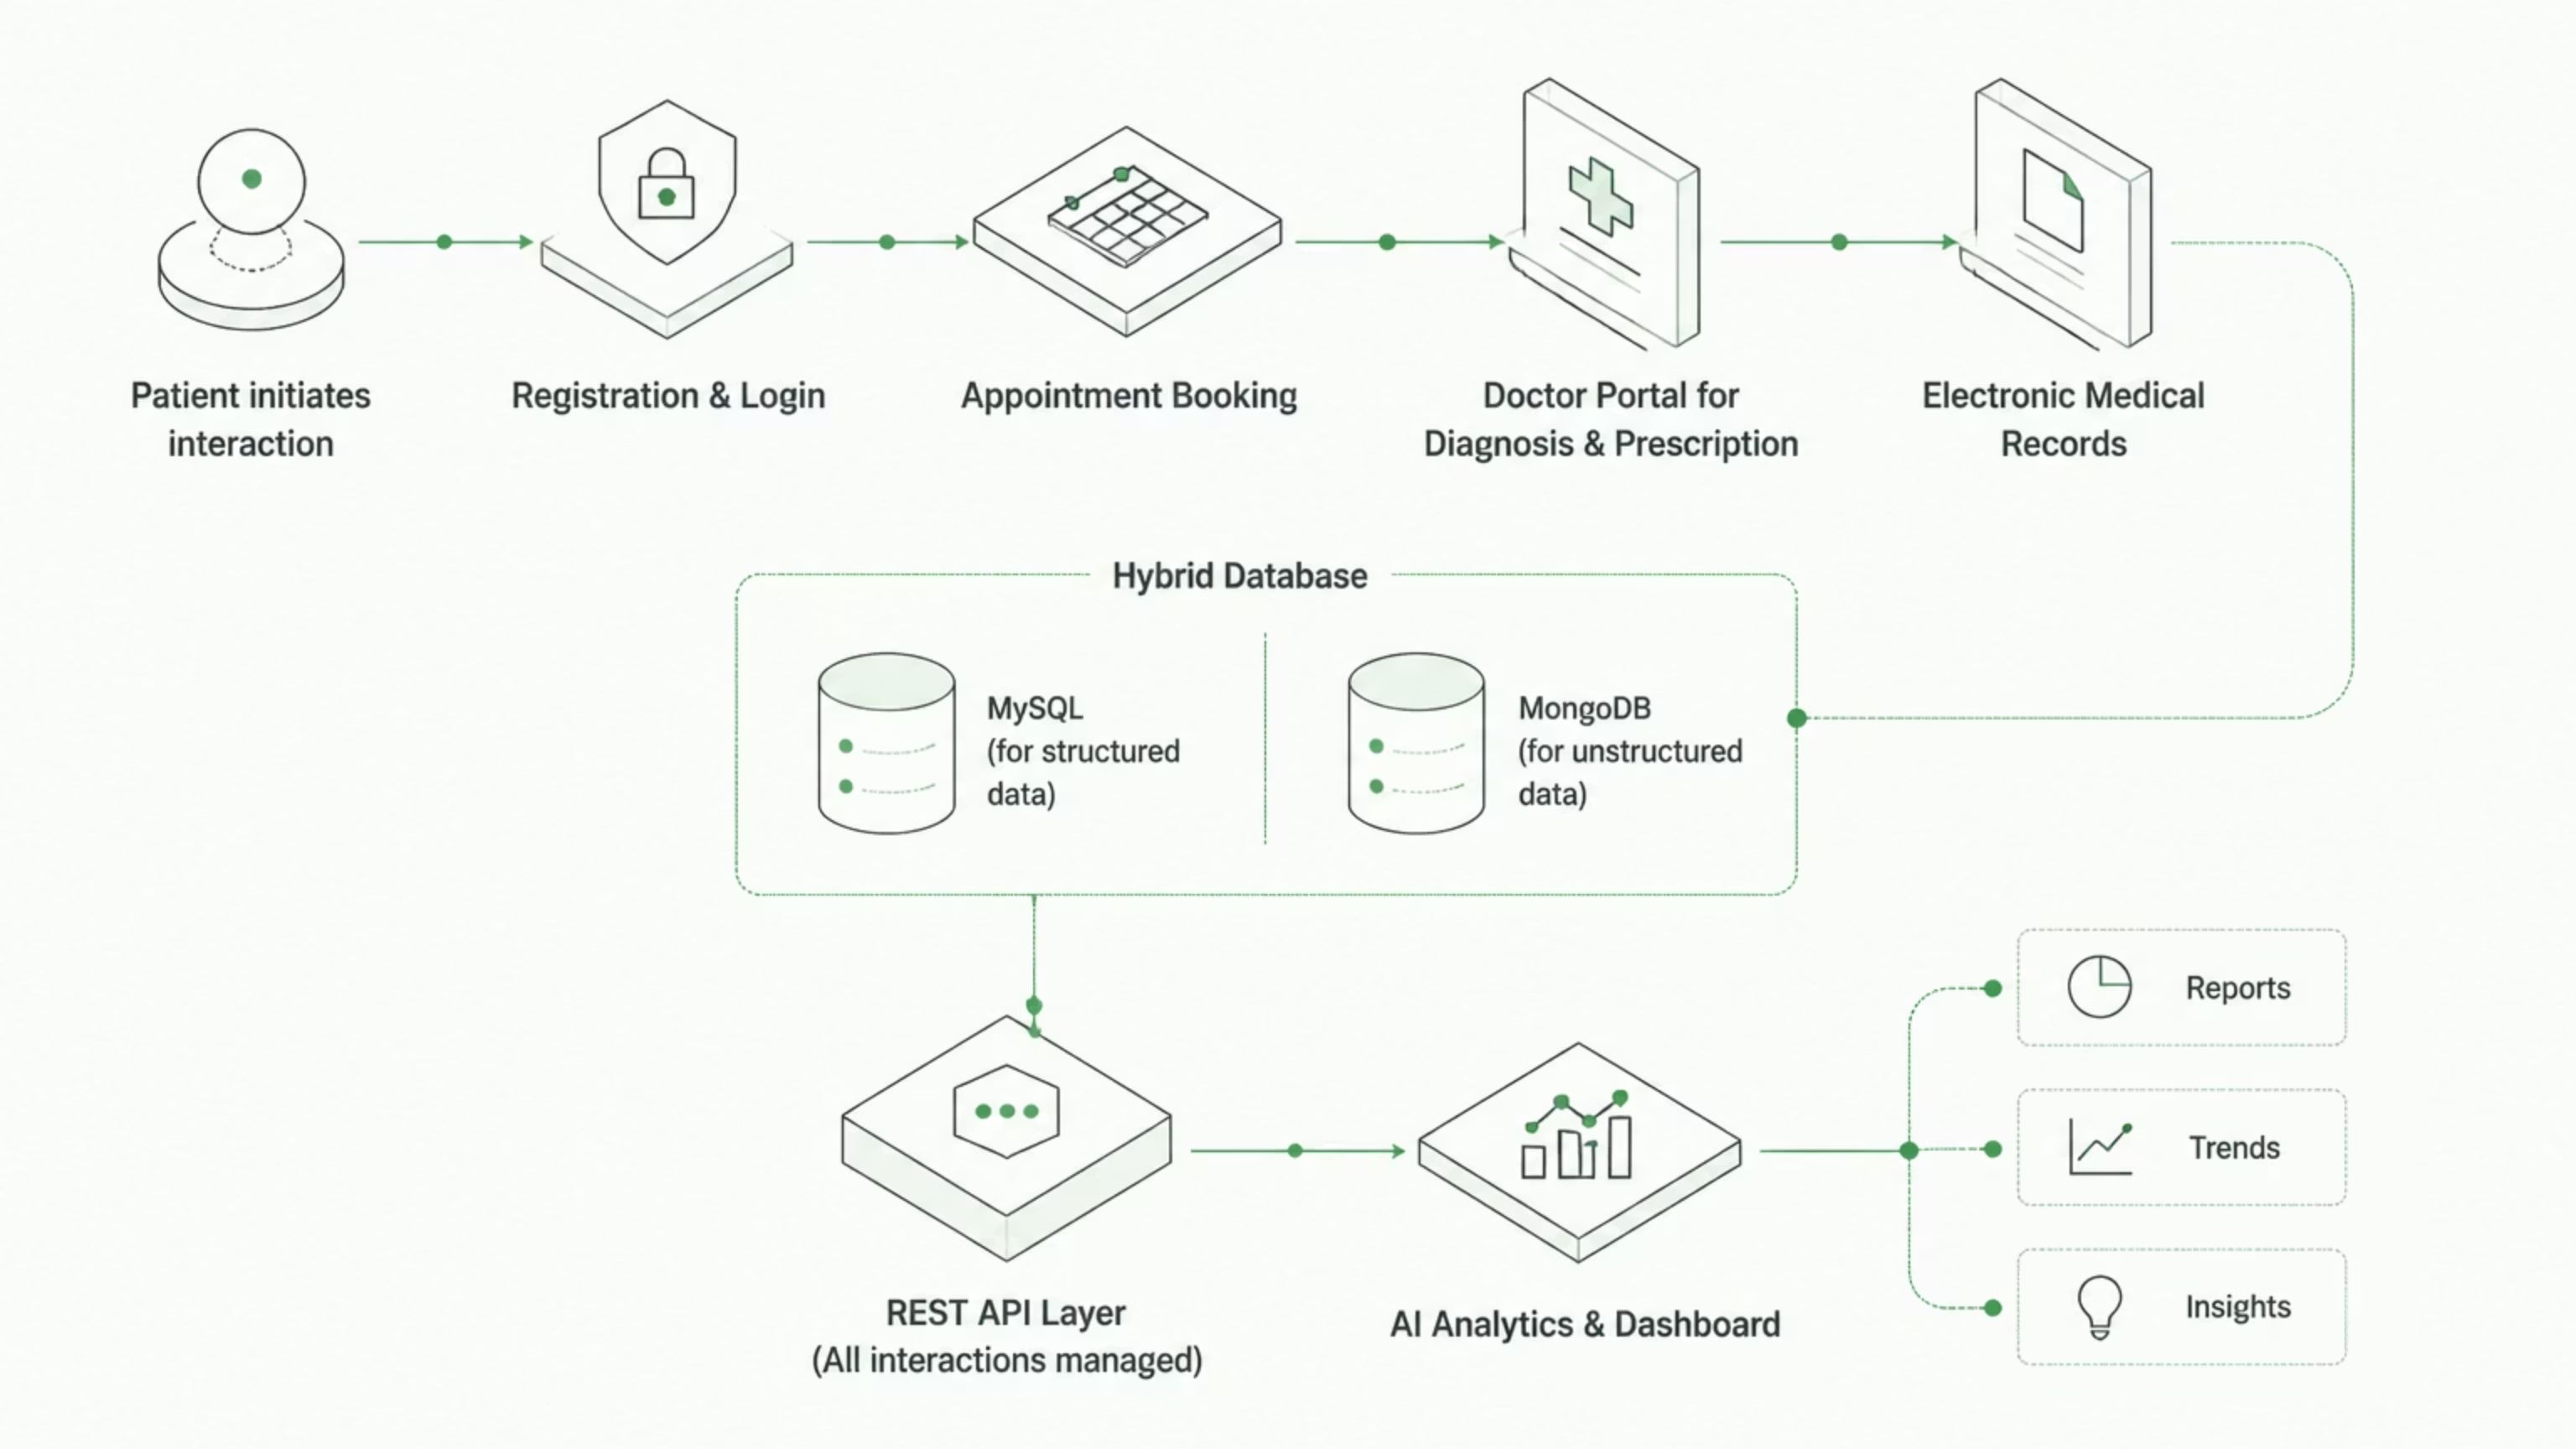 Patient initiates
interaction
Registration & Login
Appointment Booking
Doctor Portal for
Diagnosis & Prescription
Electronic Medical
Records
Hybrid Database
MySQL
(for structured
data)
MongoDB
(for unstructured
data)
REST API Layer
(All interactions managed)
AI Analytics & Dashboard
Reports
Trends
Insights